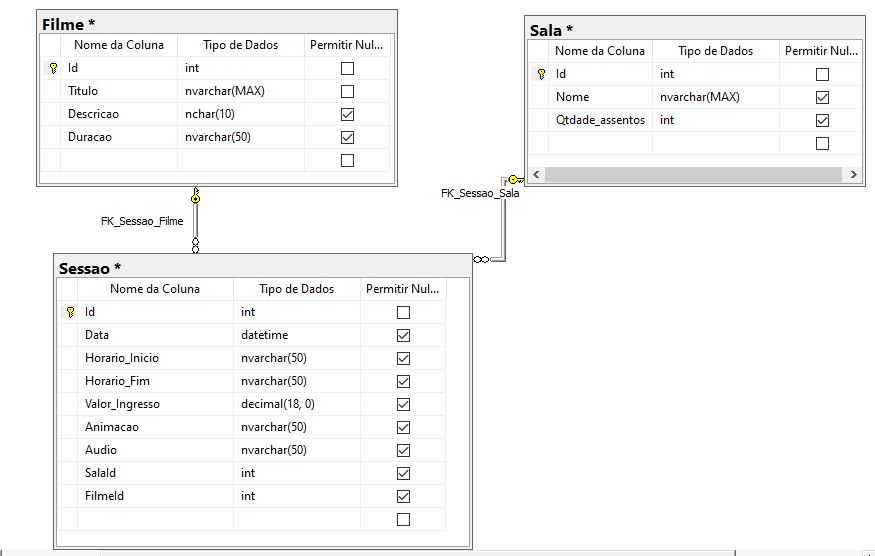 Filme *
Nome da Coluna Tipo de Dados Permitir Nul...
Id int
Titulo nvarchar(MAX)
Descricao nchar(10)
Duracao nvarchar(50)
Sala *
Nome da Coluna Tipo de Dados Permitir Nul...
Id int
Nome nvarchar(MAX)
Qtdade_assentos int
FK_Sessao_Sala
FK_Sessao_Filme
Sessao *
Nome da Coluna Tipo de Dados Permitir Nul...
Id int
Data datetime
Horario_Inicio nvarchar(50)
Horario_Fim nvarchar(50)
Valor_Ingresso decimal(18, 0)
Animacao nvarchar(50)
Audio nvarchar(50)
SalaId int
FilmeId int